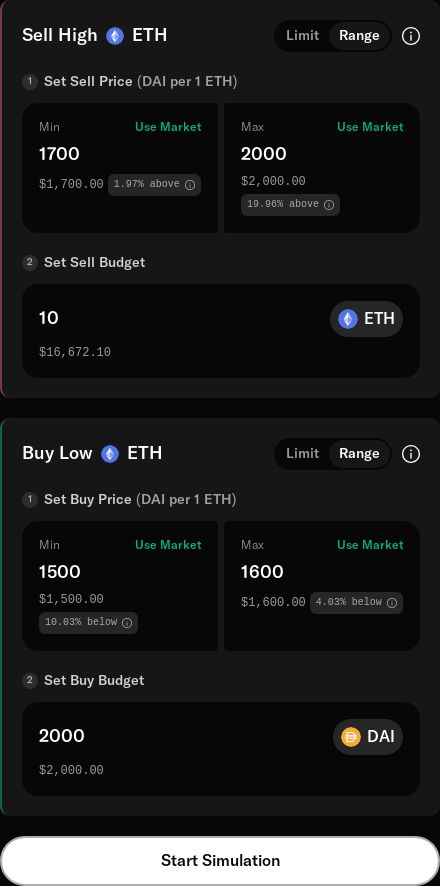 Sell High ETH Limit Range
1 Set Sell Price (DAI per 1 ETH)
Min Use Market
1700
$1,700.00 1.97% above
Max Use Market
2000
$2,000.00
19.96% above
2 Set Sell Budget
10 ETH
$16,672.10
Buy Low ETH Limit Range
1 Set Buy Price (DAI per 1 ETH)
Min Use Market
1500
$1,500.00
10.03% below
Max Use Market
1600
$1,600.00 4.03% below
2 Set Buy Budget
2000 DAI
$2,000.00
Start Simulation